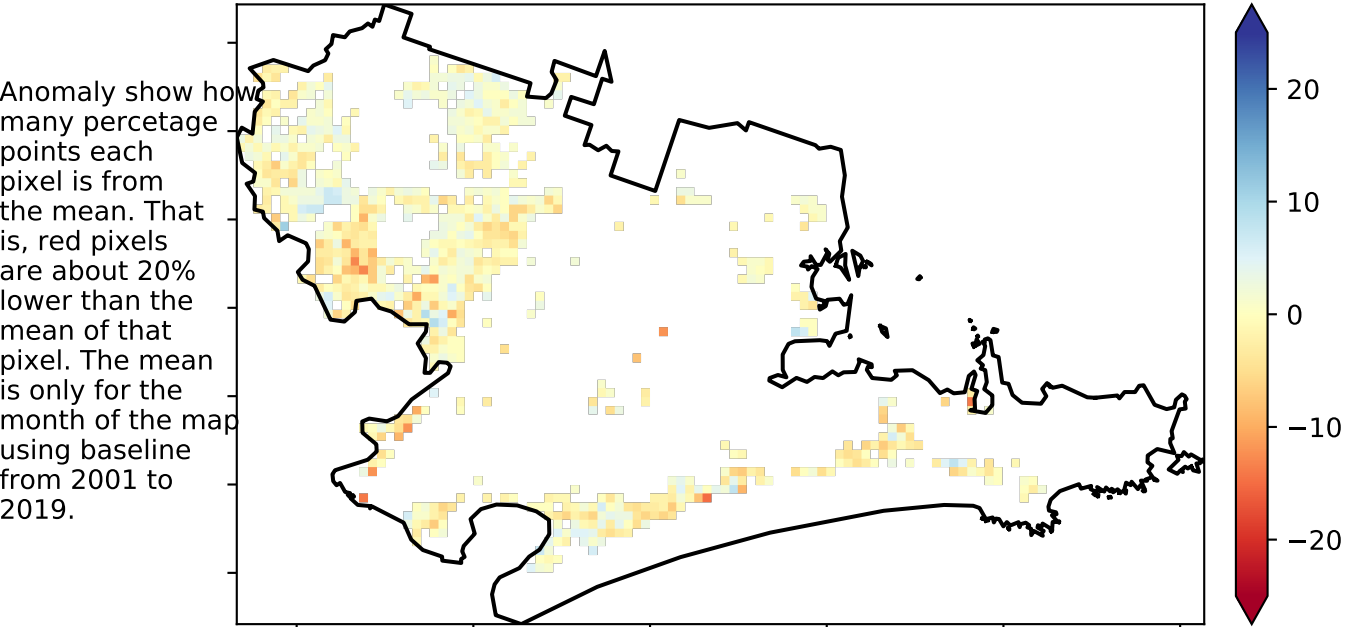 Anomaly show how
many percetage
points each
pixel is from
the mean. That
is, red pixels
are about 20%
lower than the
mean of that
pixel. The mean
is only for the
month of the map
using baseline
from 2001 to
2019.
20
10
0
−10
−20